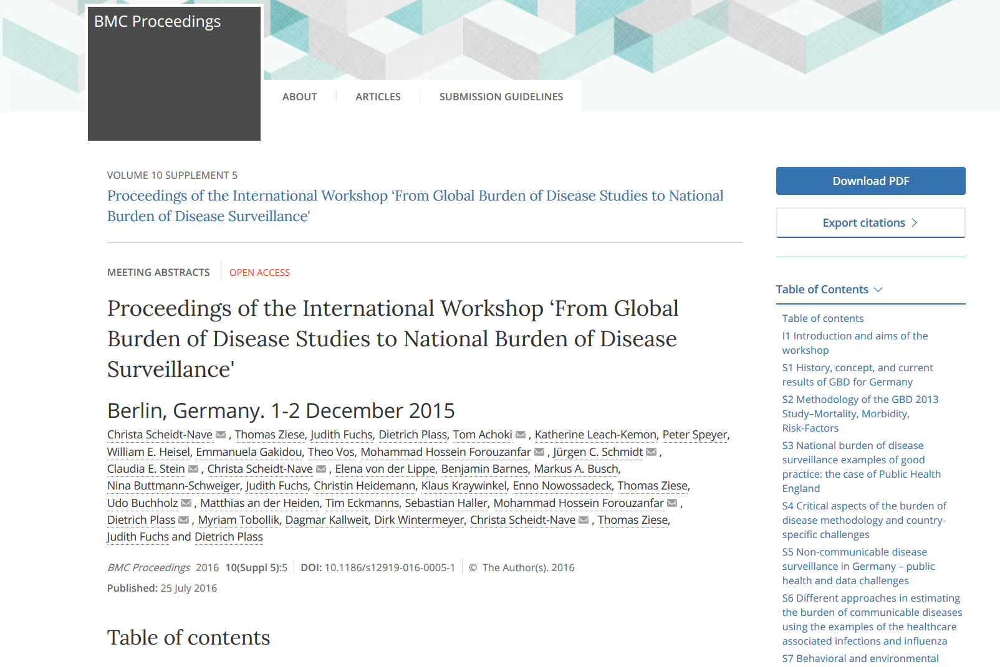 BMC Proceedings
ABOUT
ARTICLES
SUBMISSION GUIDELINES
VOLUME 10 SUPPLEMENT 5
Proceedings of the International Workshop ‘From Global Burden of Disease Studies to National
Burden of Disease Surveillance'
MEETING ABSTRACTS
OPEN ACCESS
Proceedings of the International Workshop ‘From Global
Burden of Disease Studies to National Burden of Disease
Surveillance'
Berlin, Germany. 1-2 December 2015
Christa Scheidt-Nave , Thomas Ziese, Judith Fuchs, Dietrich Plass, Tom Achoki , Katherine Leach-Kemon, Peter Speyer,
William E. Heisel, Emmanuela Gakidou, Theo Vos, Mohammad Hossein Forouzanfar , Jürgen C. Schmidt ,
Claudia E. Stein , Christa Scheidt-Nave , Elena von der Lippe, Benjamin Barnes, Markus A. Busch,
Nina Buttmann-Schweiger, Judith Fuchs, Christin Heidemann, Klaus Kraywinkel, Enno Nowossadeck, Thomas Ziese,
Udo Buchholz , Matthias an der Heiden, Tim Eckmanns, Sebastian Haller, Mohammad Hossein Forouzanfar ,
Dietrich Plass , Myriam Tobollik, Dagmar Kallweit, Dirk Wintermeyer, Christa Scheidt-Nave , Thomas Ziese,
Judith Fuchs and Dietrich Plass
BMC Proceedings 2016 10(Suppl 5):5 DOI: 10.1186/s12919-016-0005-1 © The Author(s). 2016
Published: 25 July 2016
Table of contents
Download PDF
Export citations
Table of Contents
Table of contents
I1 Introduction and aims of the
workshop
S1 History, concept, and current
results of GBD for Germany
S2 Methodology of the GBD 2013
Study–Mortality, Morbidity,
Risk-Factors
S3 National burden of disease
surveillance examples of good
practice: the case of Public Health
England
S4 Critical aspects of the burden of
disease methodology and country-
specific challenges
S5 Non-communicable disease
surveillance in Germany – public
health and data challenges
S6 Different approaches in estimating
the burden of communicable diseases
using the examples of the healthcare
associated infections and influenza
S7 Behavioral and environmental